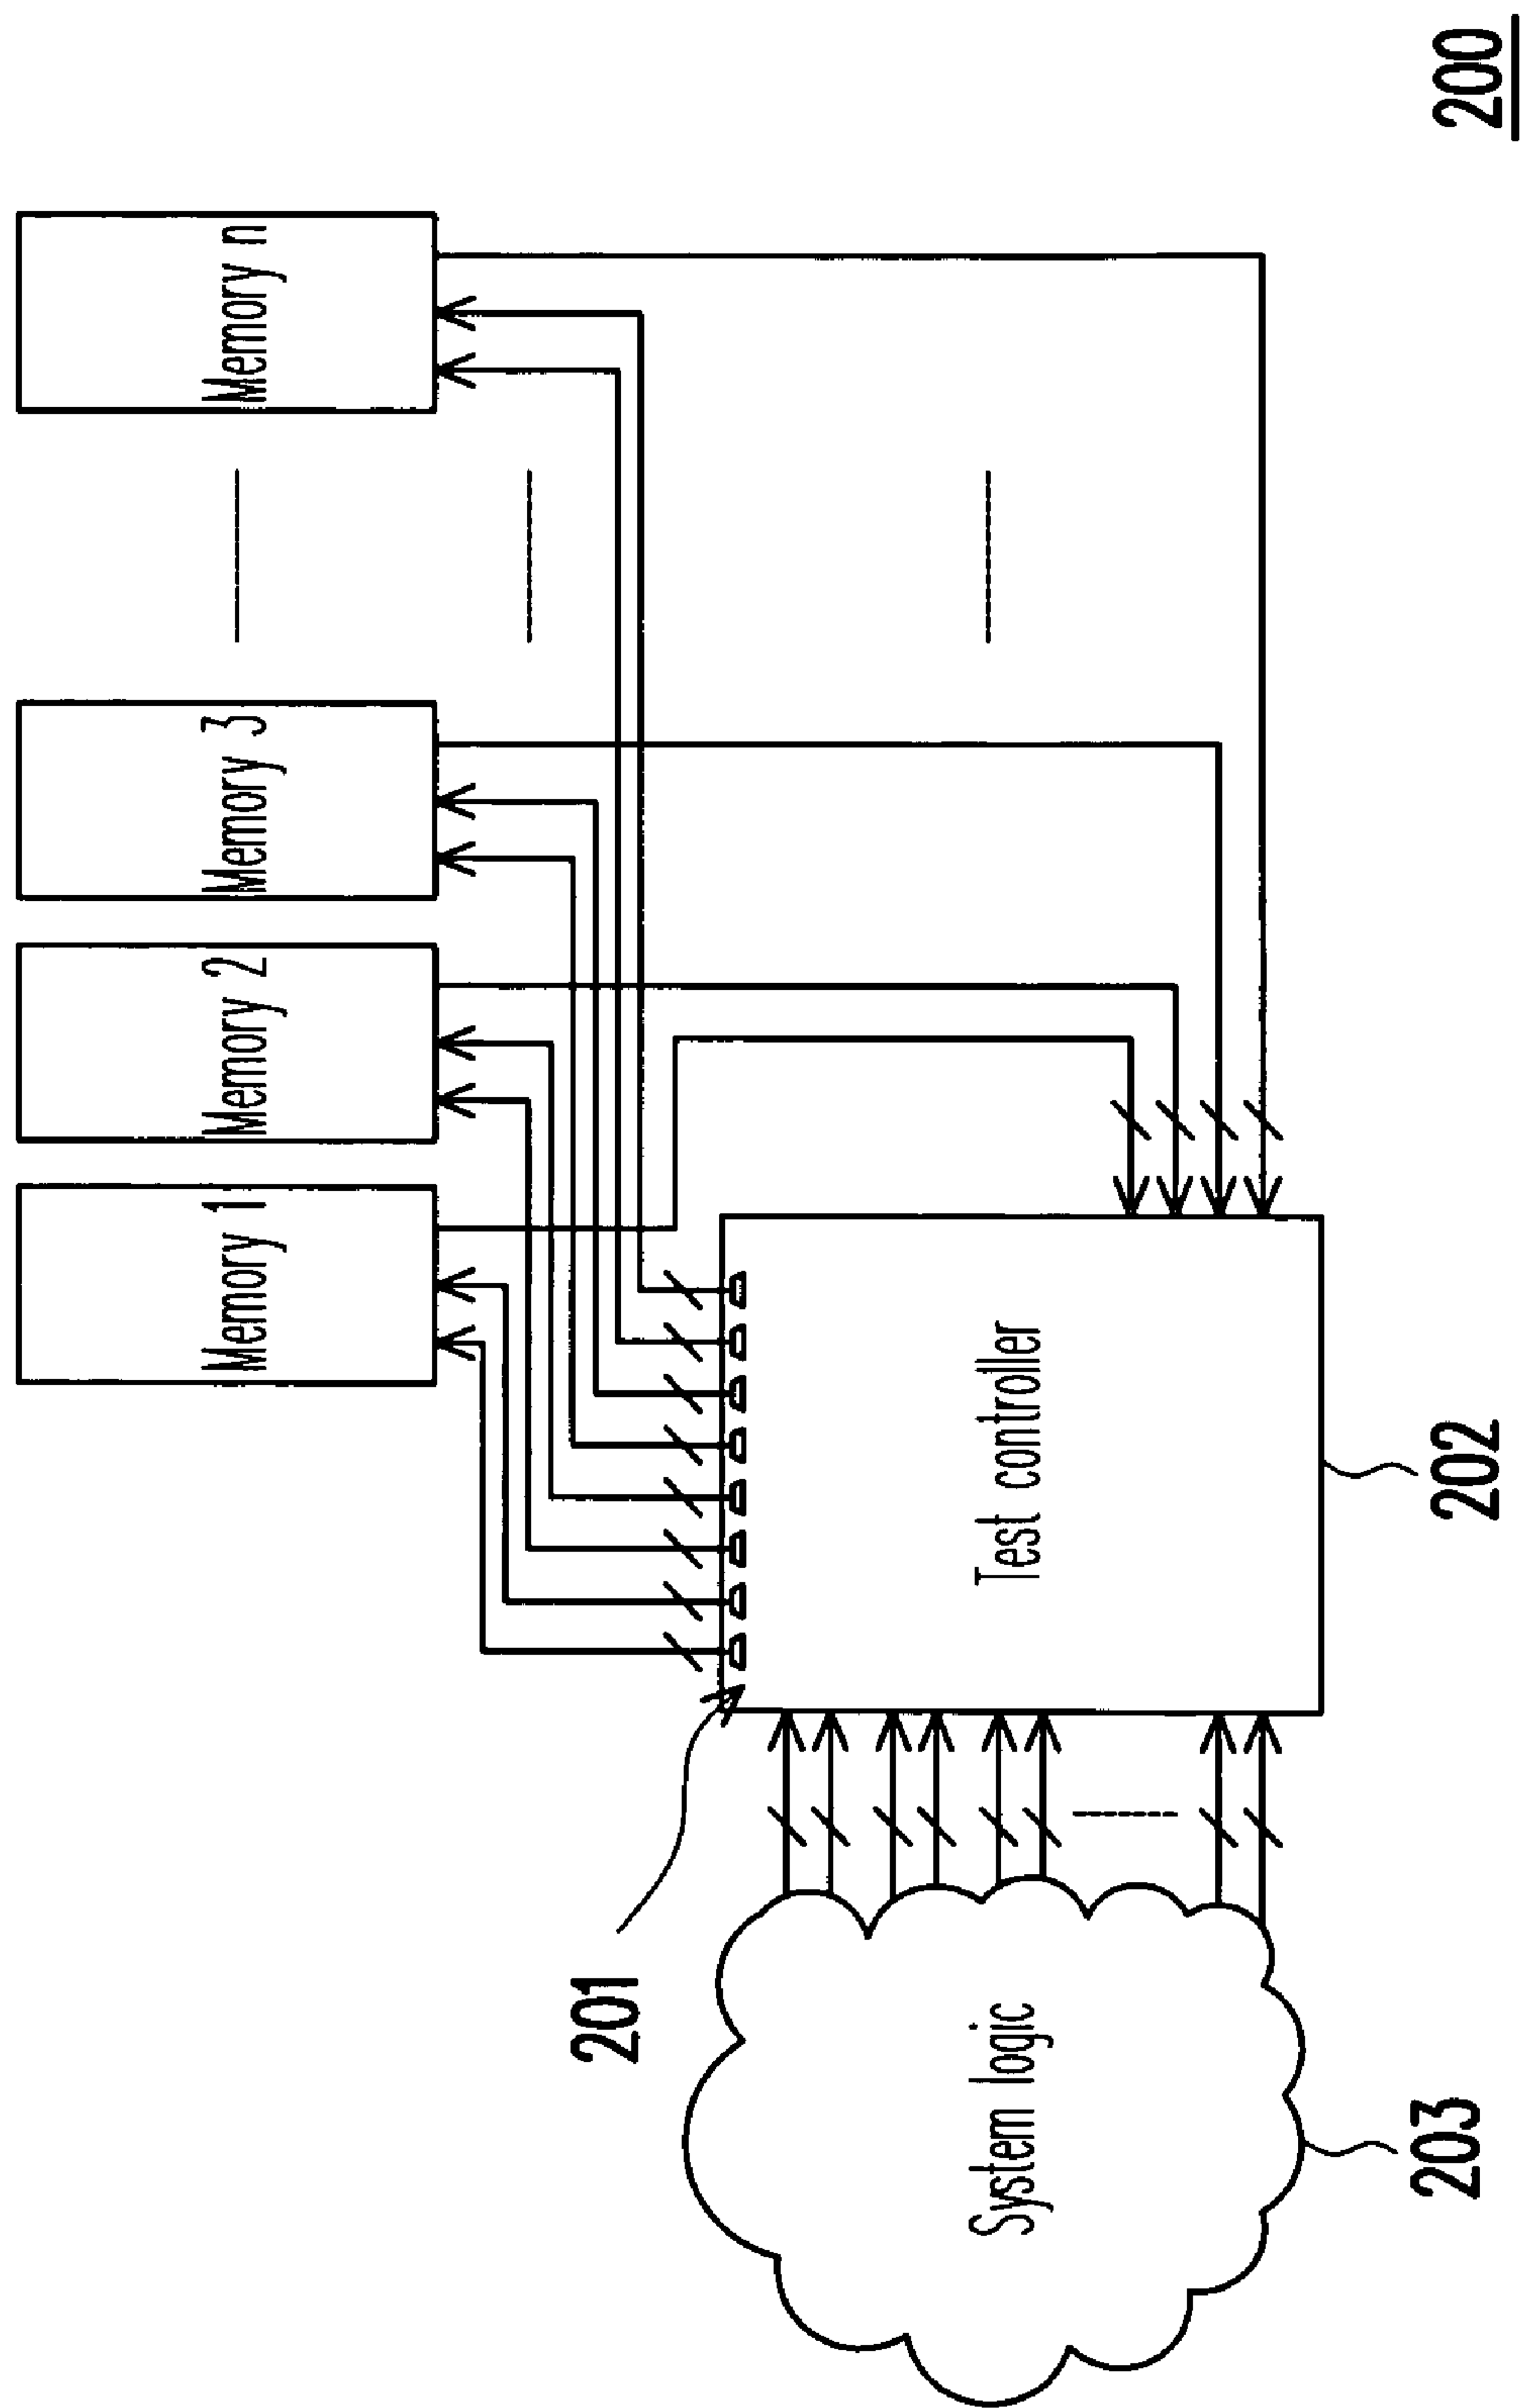 Memory 1
Memory 2
Memory 3
Memory n
201
Test controller
System logic
203
202
200